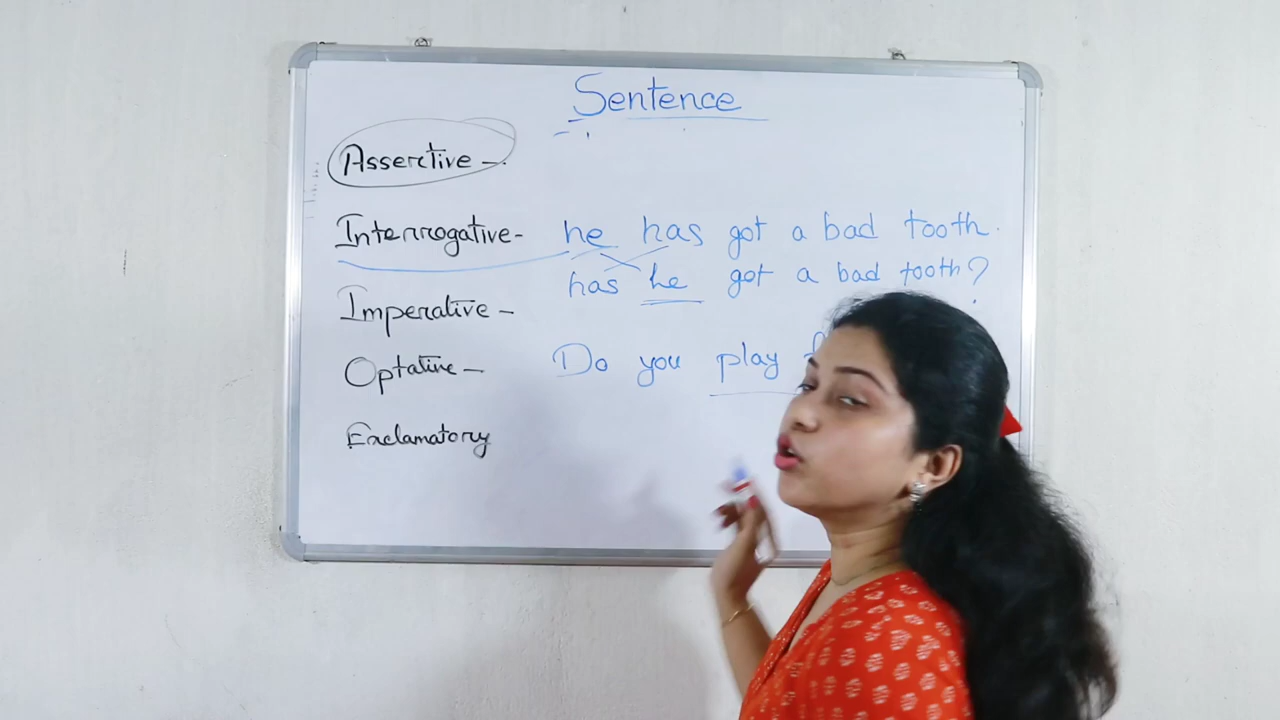 Sentence
Assertive -
Interrogative - he has got a bad tooth.
has he got a bad tooth?
Imperative -
Do you play
Optative -
Exclamatory